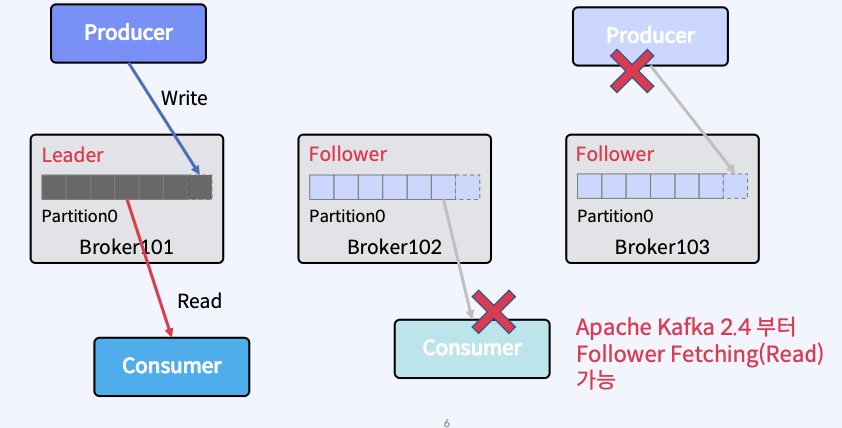 Producer
Producer
Write
Leader
Follower
Follower
Partition0
Partition0
Partition0
Broker101
Broker102
Broker103
Read
Consumer
Consumer
Apache Kafka 2.4 부터
Follower Fetching(Read)
가능
6